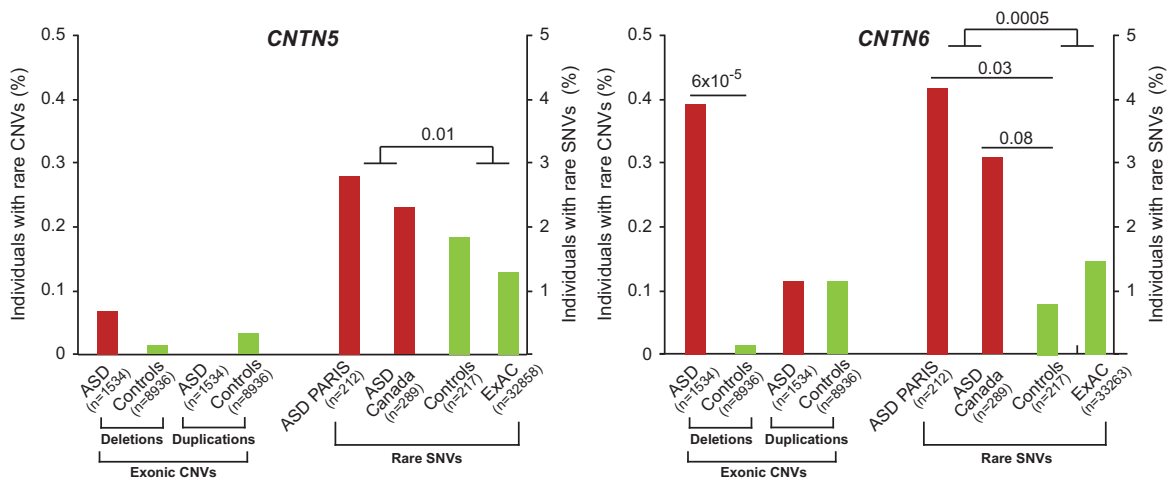 CNTN5
Individuals with rare CNVs (%)
0.5
0.4
0.3
0.2
0.1
0
Individuals with rare SNVs (%)
5
4
3
2
1
0.01
ASD
(n=1534)
Controls
(n=8936)
ASD
(n=1534)
Controls
(n=8936)
ASD PARIS
(n=212)
ASD
Canada
(n=289)
Controls
(n=217)
ExAC
(n=32858)
Deletions
Duplications
Exonic CNVs
Rare SNVs
CNTN6
Individuals with rare CNVs (%)
0.5
0.4
0.3
0.2
0.1
0
Individuals with rare SNVs (%)
5
4
3
2
1
6x10-5
0.0005
0.03
0.08
ASD
(n=1534)
Controls
(n=8936)
ASD
(n=1534)
Controls
(n=8936)
ASD PARIS
(n=212)
ASD
Canada
(n=289)
Controls
(n=217)
ExAC
(n=33263)
Deletions
Duplications
Exonic CNVs
Rare SNVs